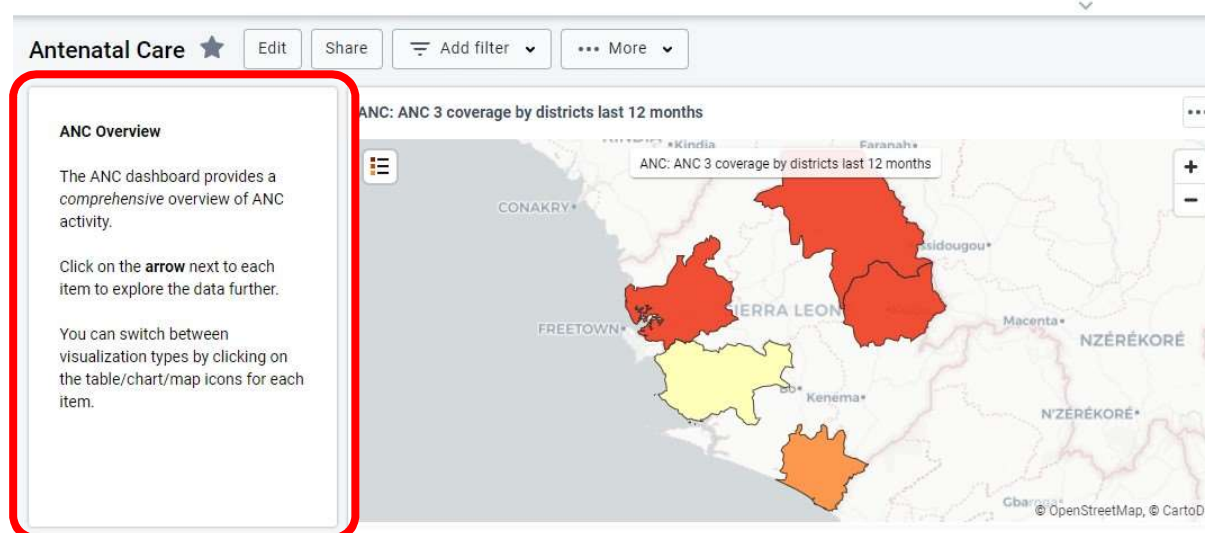 Antenatal Care
Edit
Share
Add filter
More
ANC Overview
The ANC dashboard provides a
comprehensive overview of ANC
activity.
Click on the arrow next to each
item to explore the data further.
You can switch between
visualization types by clicking on
the table/chart/map icons for each
item.
ANC: ANC 3 coverage by districts last 12 months
Kindia
Faranah
ANC: ANC 3 coverage by districts last 12 months
+
−
CONAKRY
ssidougou
SIERRA LEON
FREETOWN
Macenta
NZÉRÉKORÉ
Bo
Kenema
N'ZÉRÉKORÉ
© OpenStreetMap, © CartoD